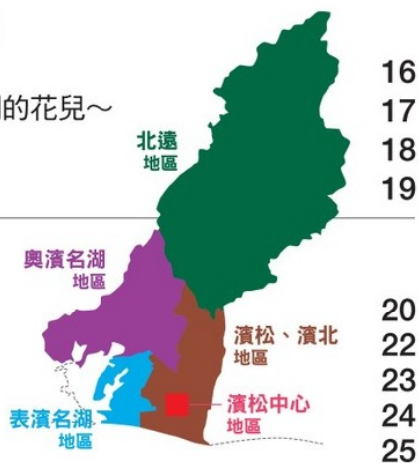 的花兒～
16
17
18
19
北遠
地區
奧濱名湖
地區
濱松、濱北
地區
濱松中心
地區
表濱名湖
地區
20
22
23
24
25